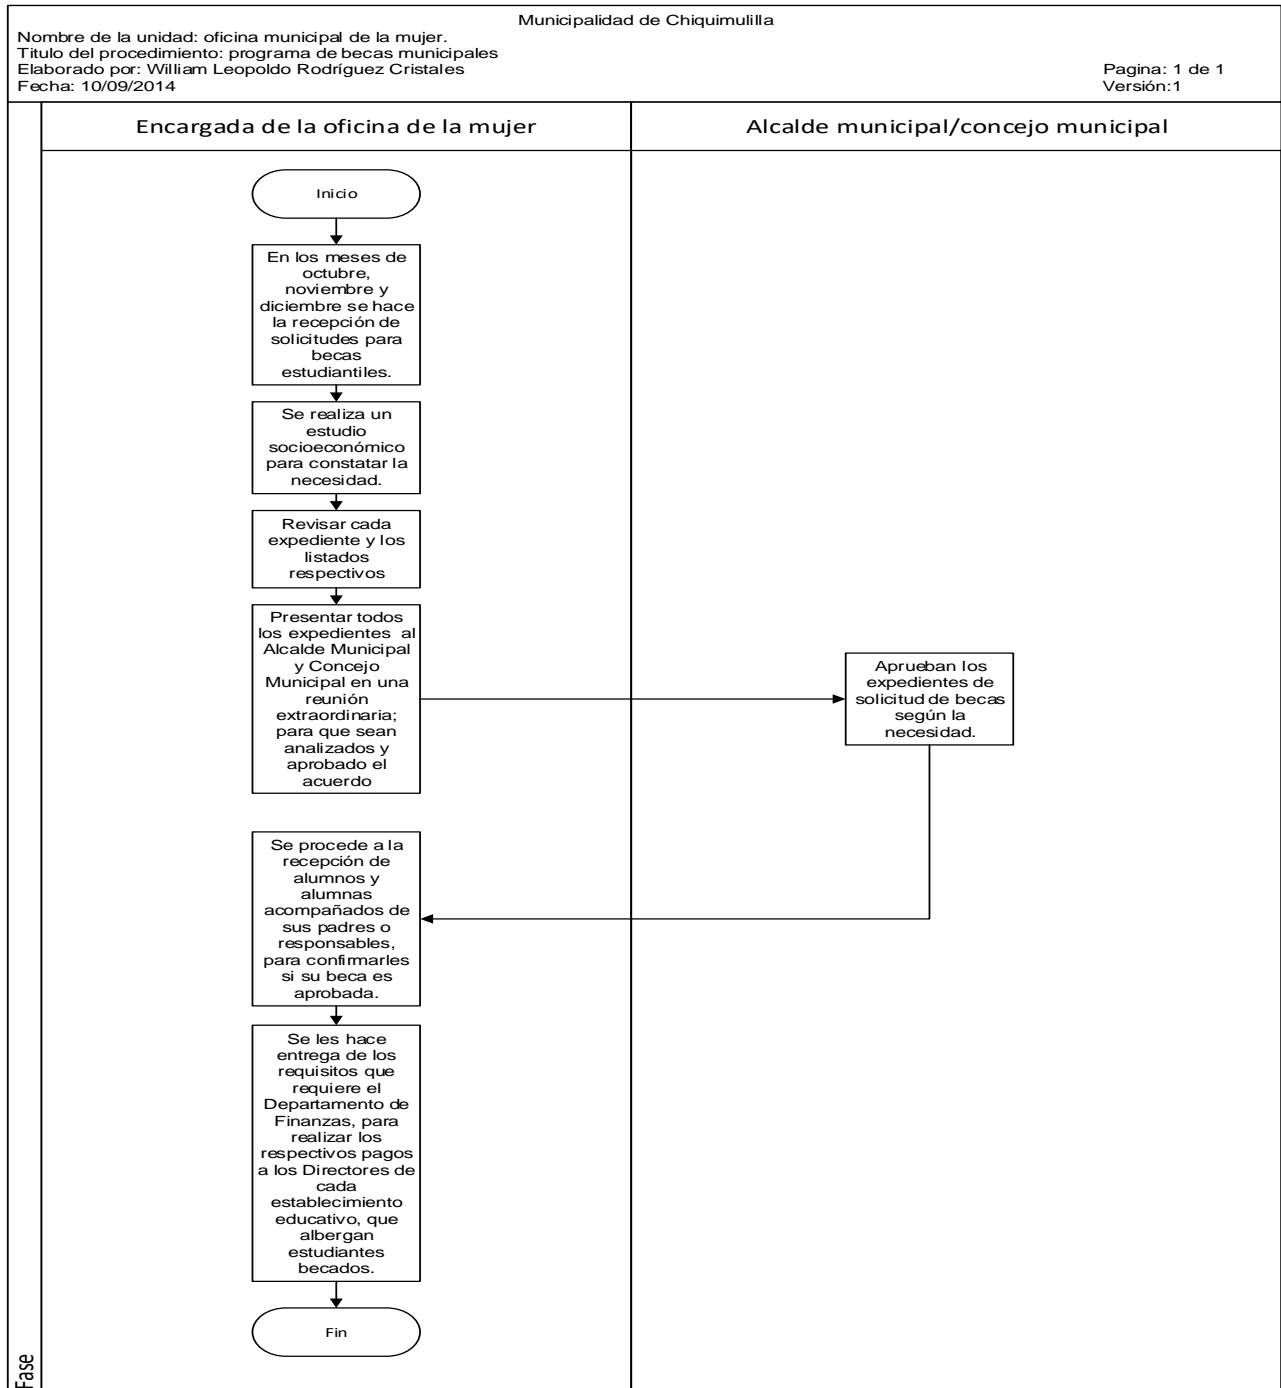 Municipalidad de Chiquimulilla
Nombre de la unidad: oficina municipal de la mujer.
Titulo del procedimiento: programa de becas municipales
Elaborado por: William Leopoldo Rodríguez Cristales
Pagina: 1 de 1
Fecha: 10/09/2014
Versión:1
Encargada de la oficina de la mujer
Alcalde municipal/concejo municipal
Inicio
En los meses de
octubre,
noviembre y
diciembre se hace
la recepción de
solicitudes para
becas
estudiantiles.
Se realiza un
estudio
socioeconómico
para constatar la
necesidad.
Revisar cada
expediente y los
listados
respectivos
Presentar todos
los expedientes al
Alcalde Municipal
y Concejo
Municipal en una
reunión
extraordinaria;
para que sean
analizados y
aprobado el
acuerdo
Aprueban los
expedientes de
solicitud de becas
según la
necesidad.
Se procede a la
recepción de
alumnos y
alumnas
acompañados de
sus padres o
responsables,
para confirmarles
si su beca es
aprobada.
Se les hace
entrega de los
requisitos que
requiere el
Departamento de
Finanzas, para
realizar los
respectivos pagos
a los Directores de
cada
establecimiento
educativo, que
albergan
estudiantes
becados.
Fin
Fase